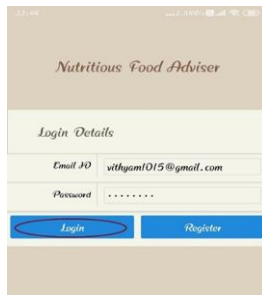 Nutritious Food Adviser
Login Details
Email ID vithyam1015@gmail.com
Password ········
Login Register